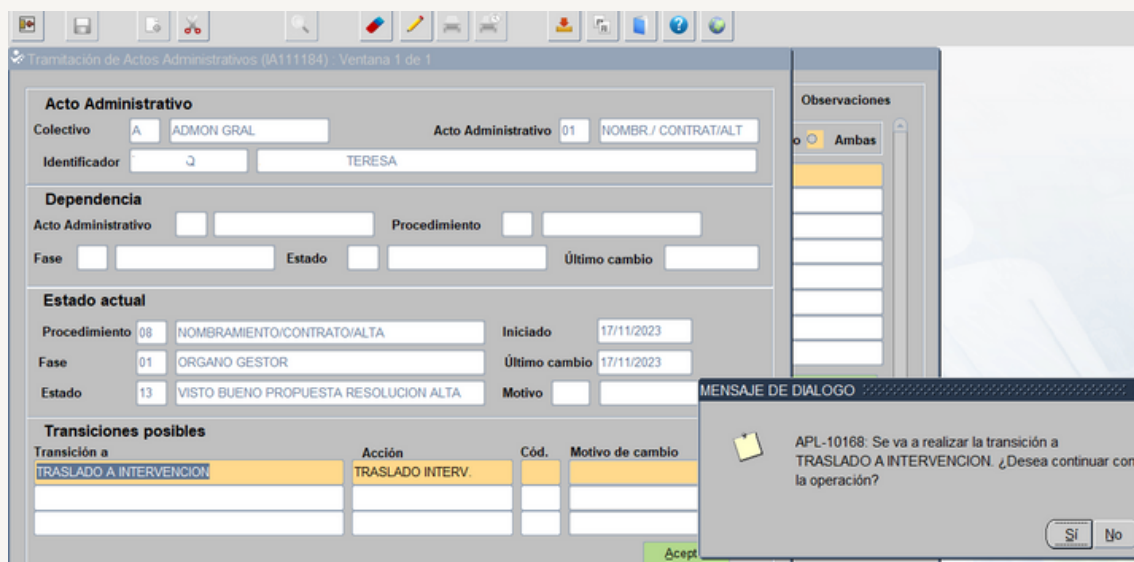 Tramitación de Actos Administrativos (IA111184) : Ventana 1 de 1
Acto Administrativo
Observaciones
Colectivo A ADMON GRAL Acto Administrativo 01 NOMBR./ CONTRAT/ALT
o Ambas
Identificador TERESA
Dependencia
Acto Administrativo Procedimiento
Fase Estado Último cambio
Estado actual
Procedimiento 08 NOMBRAMIENTO/CONTRATO/ALTA Iniciado 17/11/2023
Fase 01 ORGANO GESTOR Último cambio 17/11/2023
Estado 13 VISTO BUENO PROPUESTA RESOLUCION ALTA Motivo
MENSAJE DE DIALOGO
Transiciones posibles
Transición a Acción Cód. Motivo de cambio
TRASLADO A INTERVENCION TRASLADO INTERV.
APL-10168: Se va a realizar la transición a
TRASLADO A INTERVENCION. ¿Desea continuar con
la operación?
Sí No
Acept